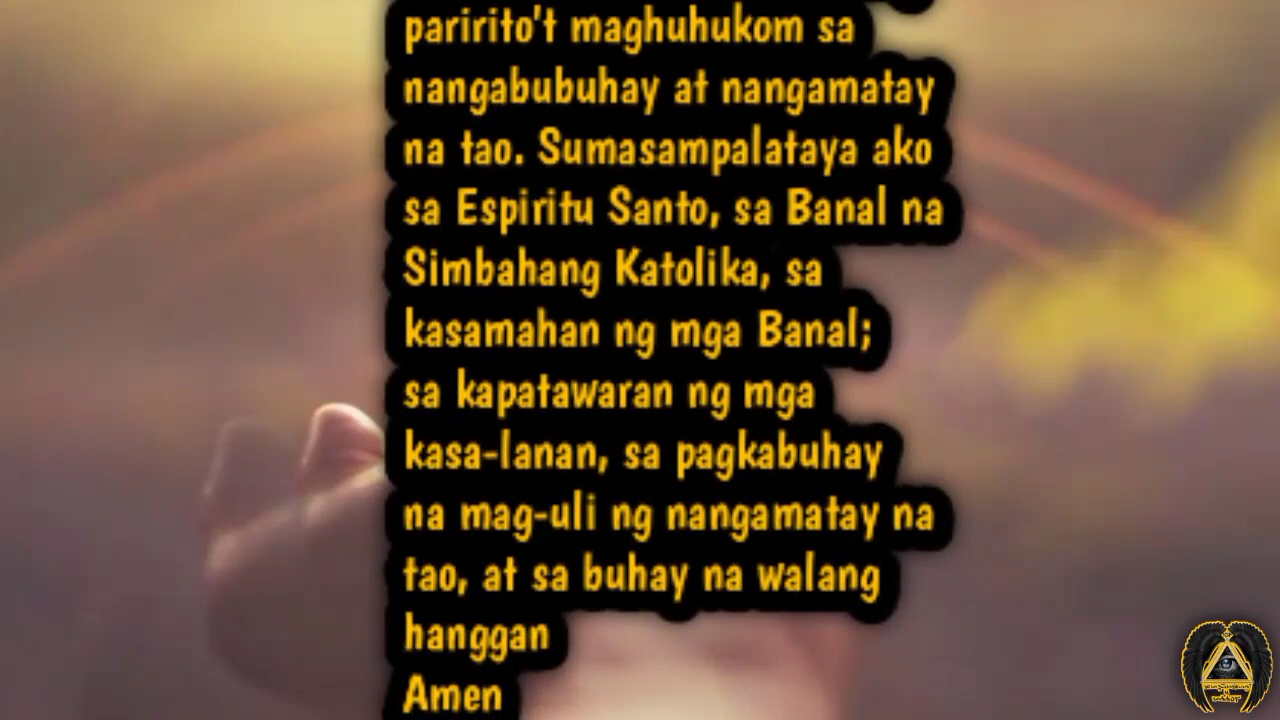 paririto't maghuhukom sa
nangabubuhay at nangamatay
na tao. Sumasampalataya ako
sa Espiritu Santo, sa Banal na
Simbahang Katolika, sa
kasamahan ng mga Banal;
sa kapatawaran ng mga
kasa-lanan, sa pagkabuhay
na mag-uli ng nangamatay na
tao, at sa buhay na walang
hanggan
Amen